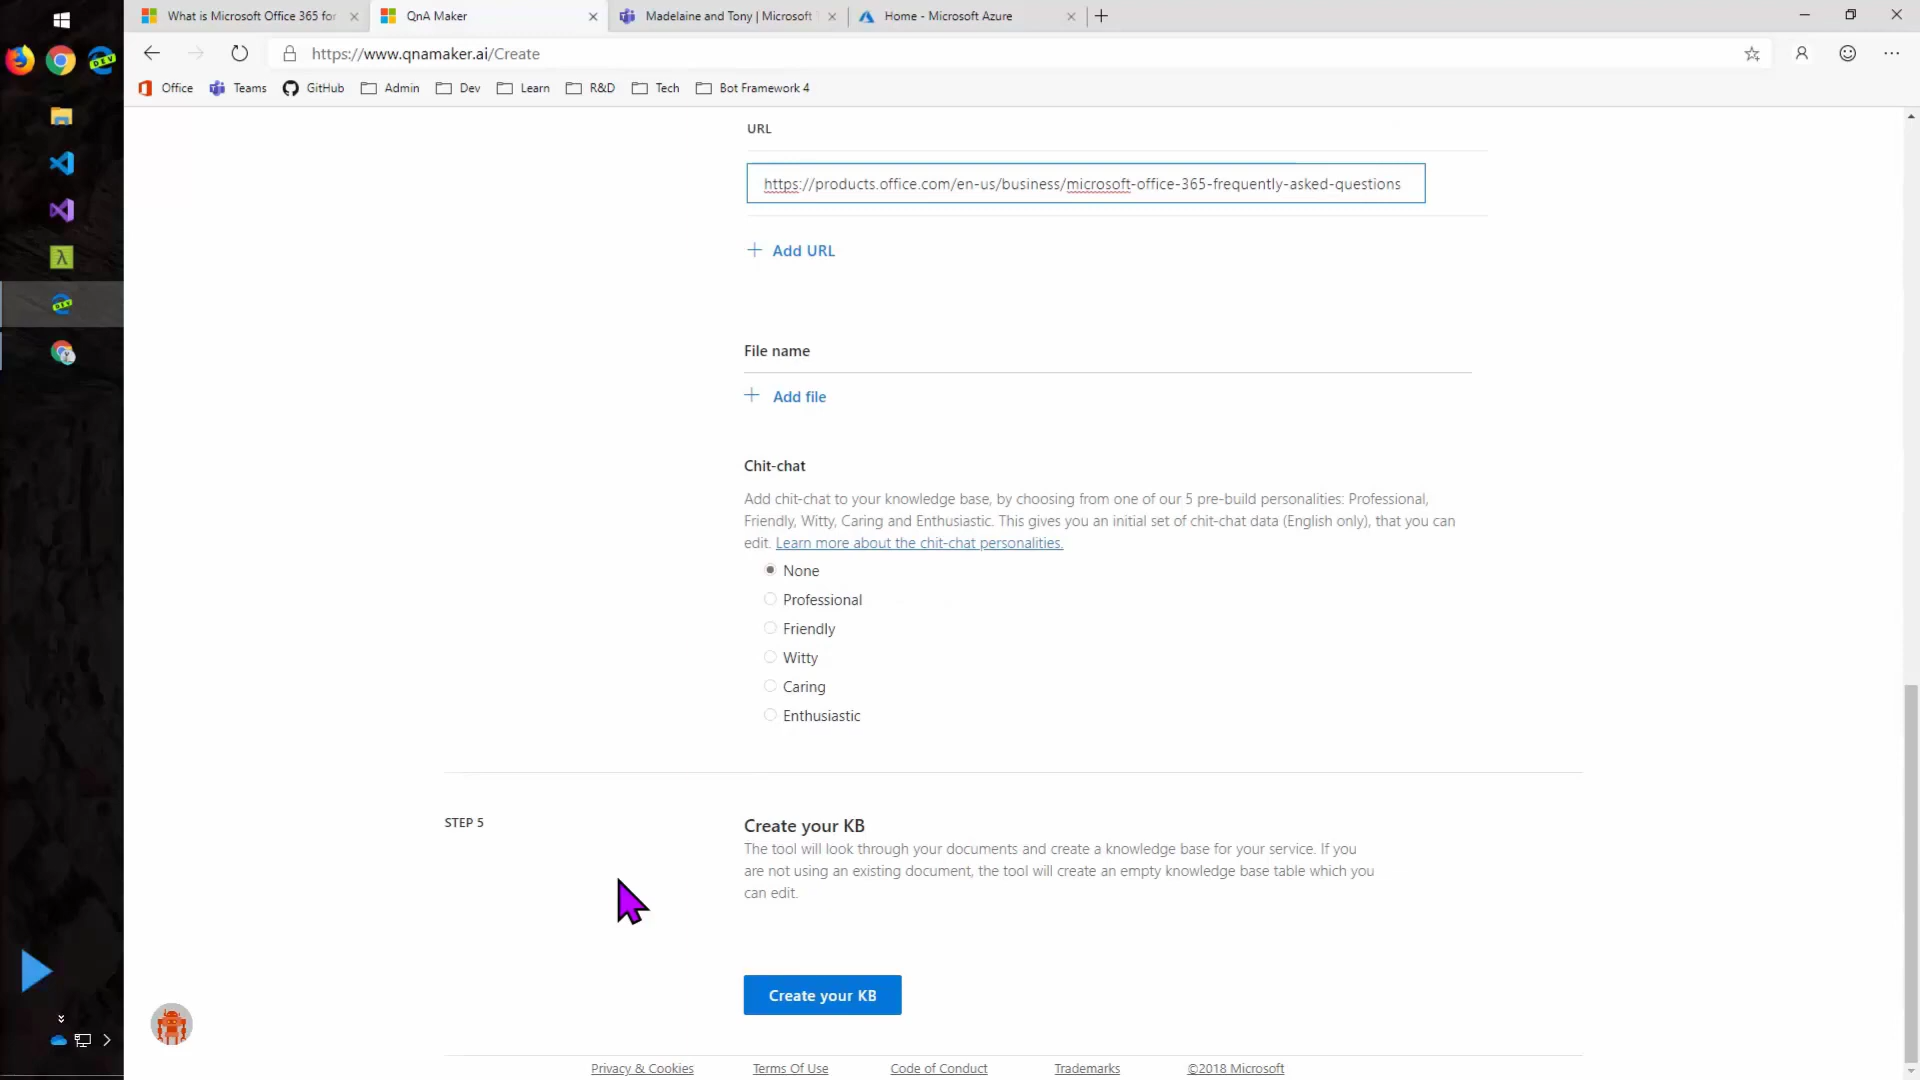 What is Microsoft Office 365 for
QnA Maker
Madelaine and Tony | Microsoft
Home - Microsoft Azure
https://www.qnamaker.ai/Create
Office
Teams
GitHub
Admin
Dev
Learn
R&D
Tech
Bot Framework 4
DEV
URL
https://products.office.com/en-us/business/microsoft-office-365-frequently-asked-questions
Add URL
File name
Add file
Chit-chat
Add chit-chat to your knowledge base, by choosing from one of our 5 pre-build personalities: Professional,
Friendly, Witty, Caring and Enthusiastic. This gives you an initial set of chit-chat data (English only), that you can
edit. Learn more about the chit-chat personalities.
None
Professional
Friendly
Witty
Caring
Enthusiastic
STEP 5
Create your KB
The tool will look through your documents and create a knowledge base for your service. If you
are not using an existing document, the tool will create an empty knowledge base table which you
can edit.
Create your KB
Privacy & Cookies
Terms Of Use
Code of Conduct
Trademarks
©2018 Microsoft